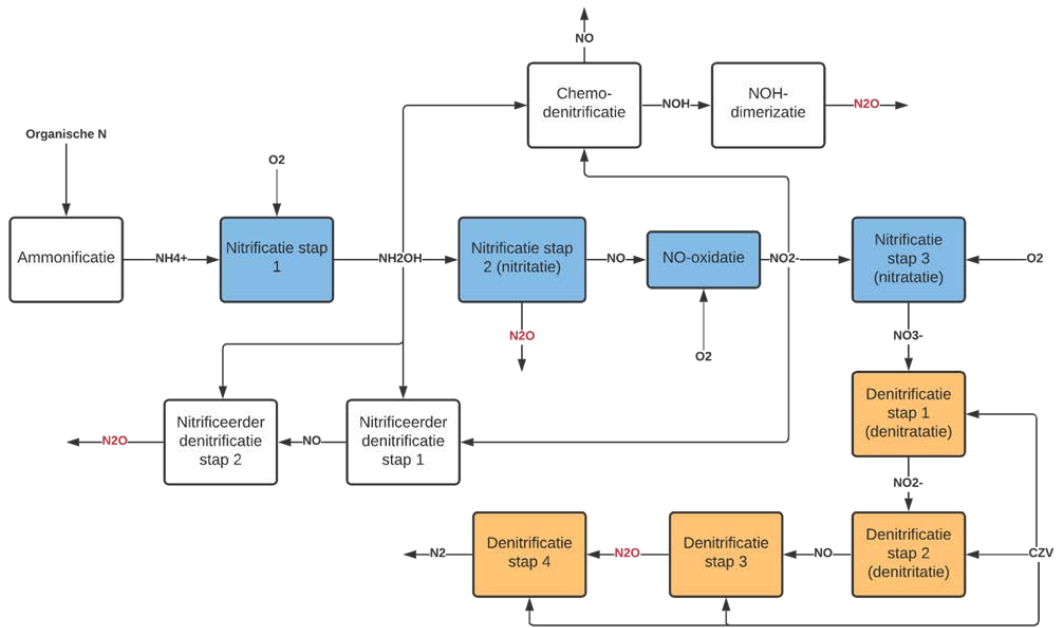 NO
Chemo-
denitrificatie
NOH
NOH-
dimerizatie
N2O
Organische N
O2
Ammonificatie
NH4+
Nitrificatie stap
1
NH2OH
Nitrificatie stap
2 (nitritatie)
NO
NO-oxidatie
NO2-
Nitrificatie
stap 3
(nitratatie)
O2
N2O
O2
NO3-
Nitrificeerder
denitrificatie
stap 2
N2O
NO
Nitrificeerder
denitrificatie
stap 1
Denitrificatie
stap 1
(denitratatie)
NO2-
N2
Denitrificatie
stap 4
N2O
Denitrificatie
stap 3
NO
Denitrificatie
stap 2
(denitritatie)
CZV